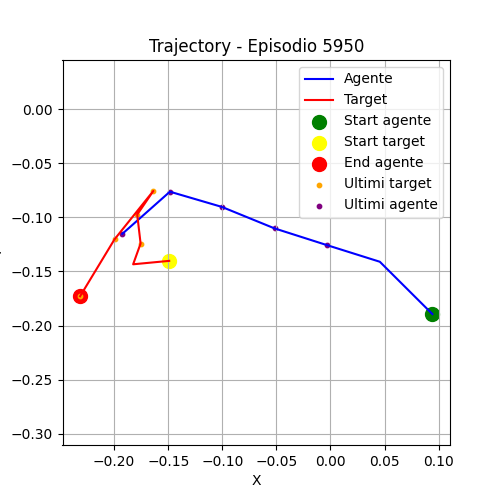 Trajectory - Episodio 5950
Agente
Target
Start agente
Start target
End agente
Ultimi target
Ultimi agente
0.00
−0.05
−0.10
−0.15
−0.20
−0.25
−0.30
−0.20
−0.15
−0.10
−0.05
0.00
0.05
0.10
X